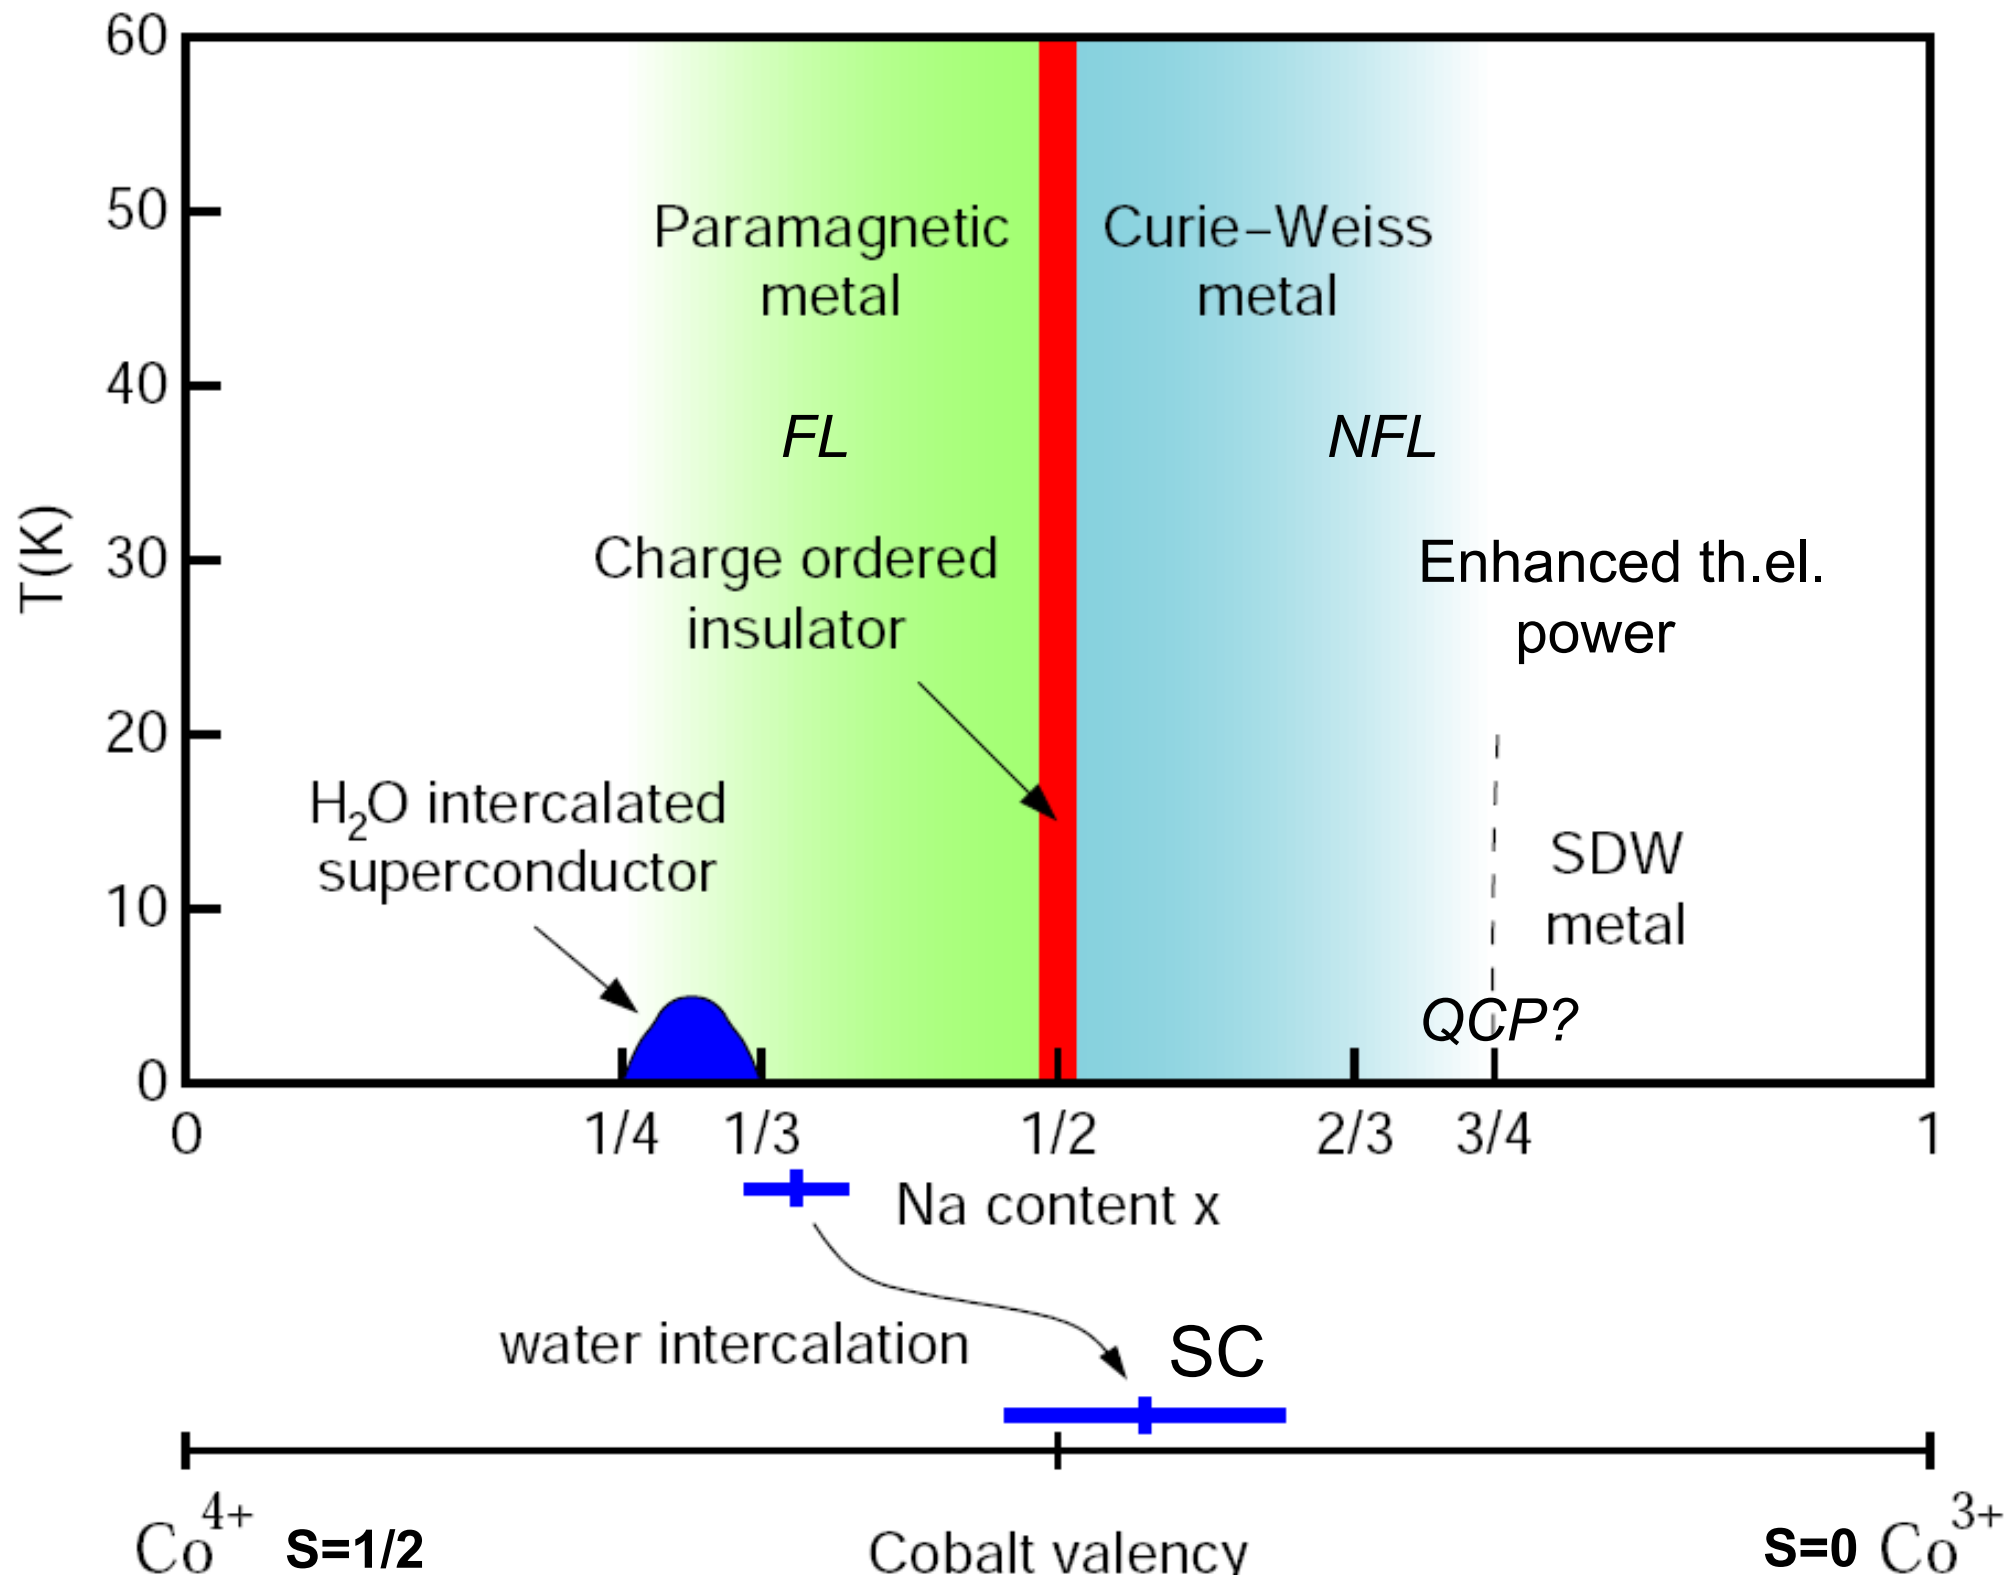 60
50
40
30
20
10
0
T(K)
Paramagnetic
metal
Curie–Weiss
metal
FL
NFL
Charge ordered
insulator
Enhanced th.el.
power
H₂O intercalated
superconductor
SDW
metal
QCP?
0 1/4 1/3 1/2 2/3 3/4 1
Na content x
water intercalation
SC
Co⁴⁺ S=1/2
Cobalt valency
S=0 Co³⁺